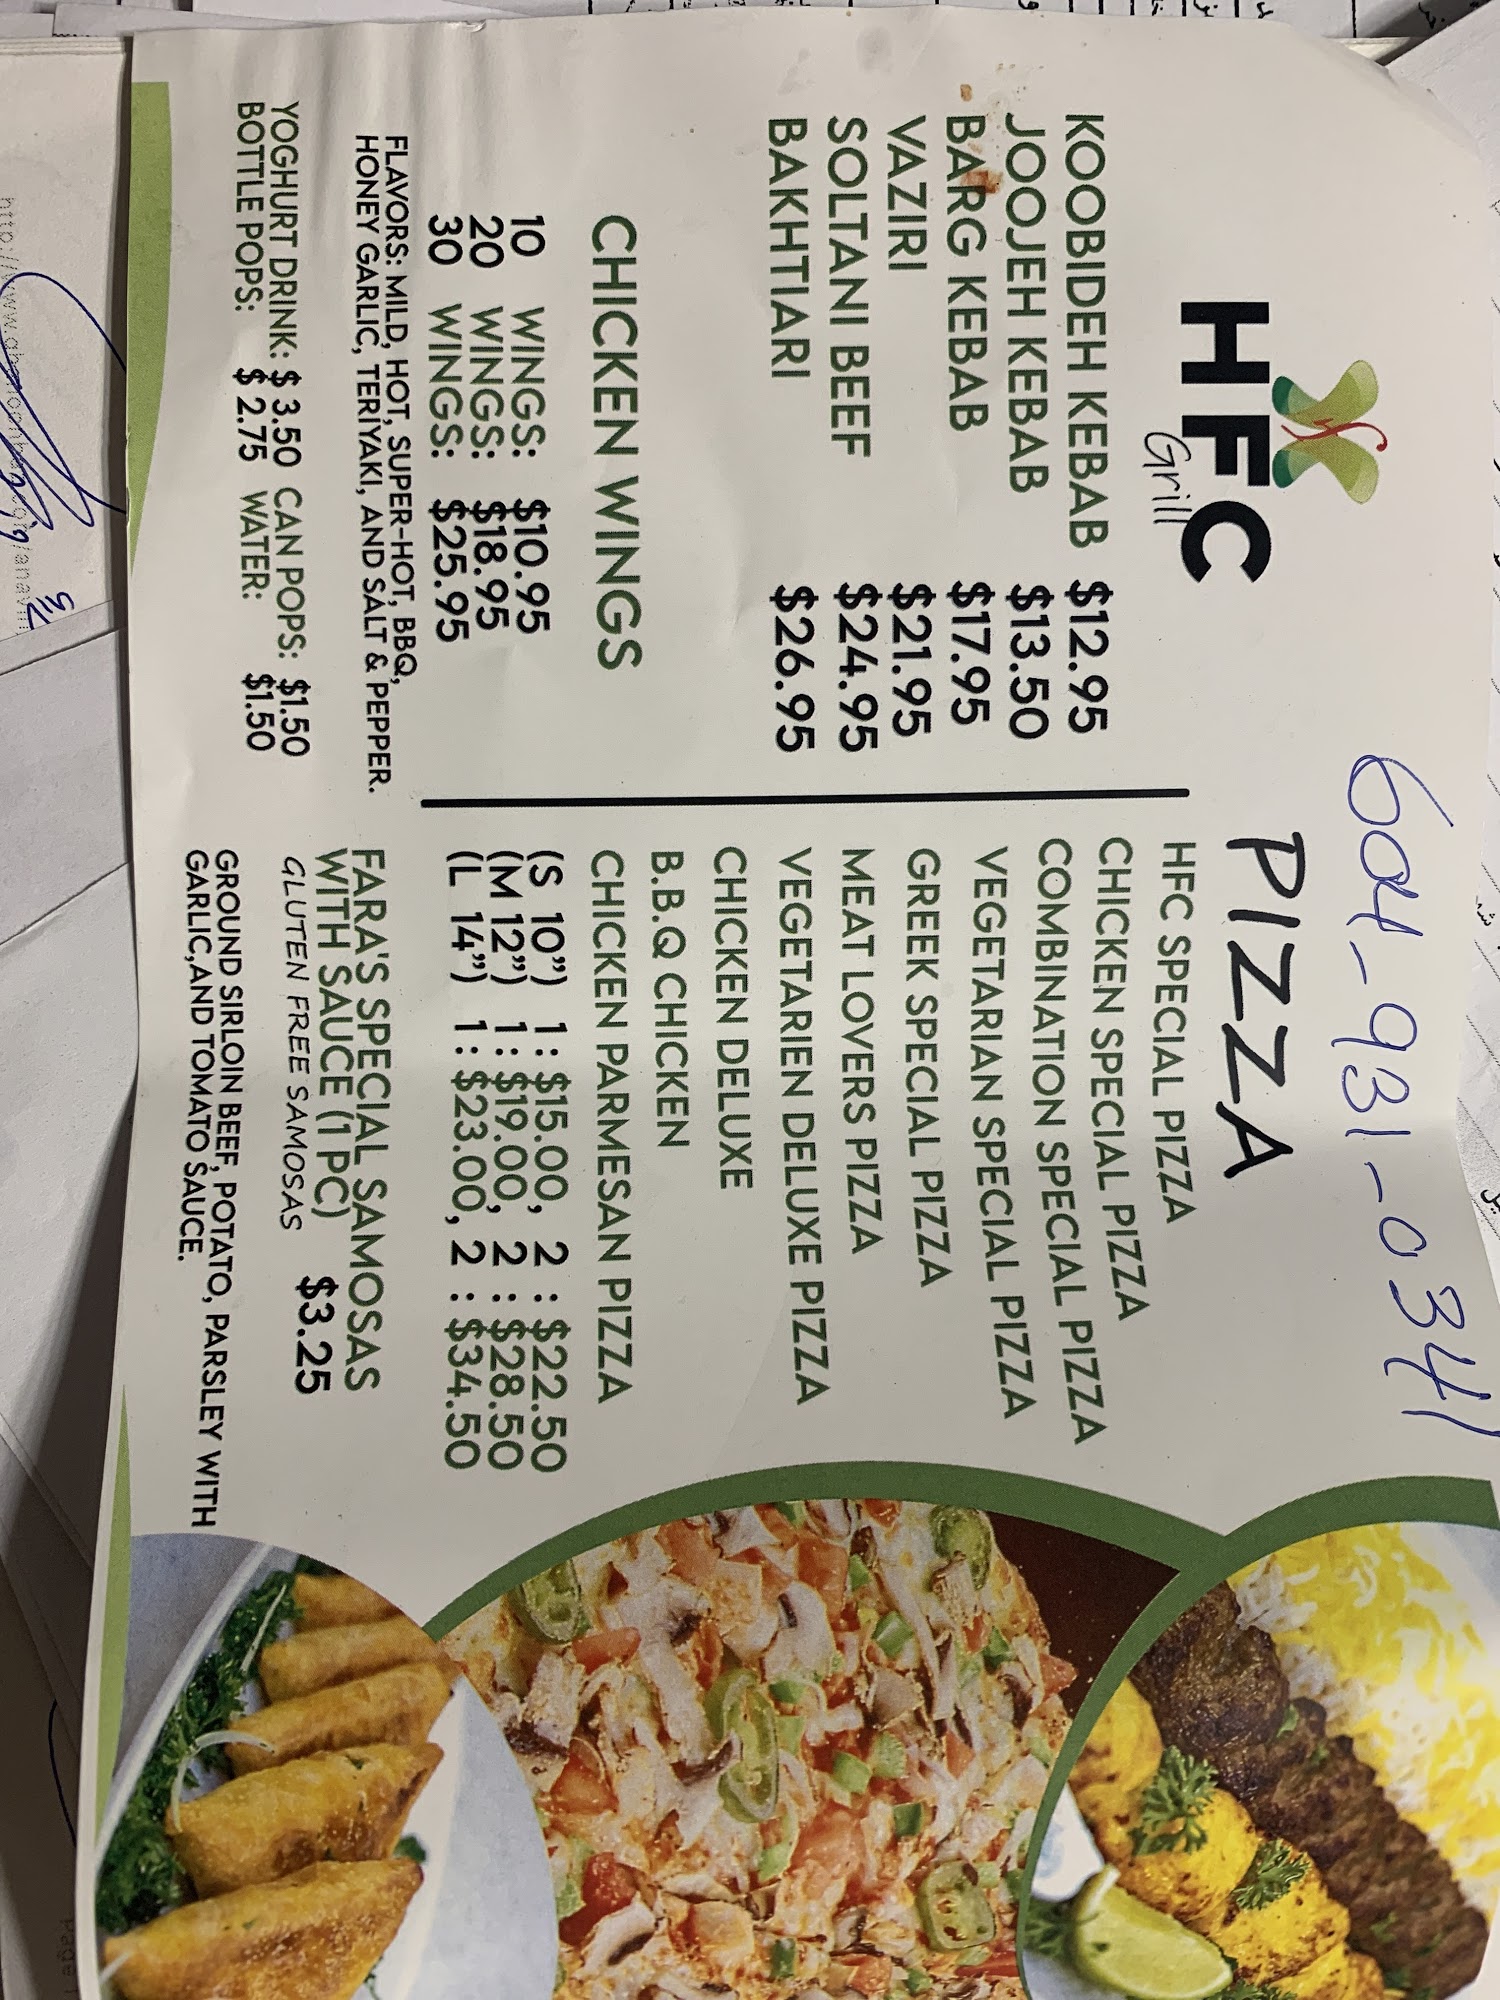 HFC
Grill
KOOBIDEH KEBAB $12.95
JOOJEH KEBAB $13.50
BARG KEBAB $17.95
VAZIRI $21.95
SOLTANI BEEF $24.95
BAKHTIARI $26.95
CHICKEN WINGS
10 WINGS: $10.95
20 WINGS: $18.95
30 WINGS: $25.95
FLAVORS: MILD, HOT, SUPER-HOT, BBQ,
HONEY GARLIC, TERIYAKI, AND SALT & PEPPER.
YOGHURT DRINK: $ 3.50 CAN POPS: $1.50
BOTTLE POPS: $ 2.75 WATER: $1.50
604-931-0341
PIZZA
HFC SPECIAL PIZZA
CHICKEN SPECIAL PIZZA
COMBINATION SPECIAL PIZZA
VEGETARIAN SPECIAL PIZZA
GREEK SPECIAL PIZZA
MEAT LOVERS PIZZA
VEGETARIEN DELUXE PIZZA
CHICKEN DELUXE
B.B.Q CHICKEN
CHICKEN PARMESAN PIZZA
(S 10”) 1 : $15.00, 2 : $22.50
(M 12”) 1 : $19.00, 2 : $28.50
(L 14”) 1 : $23.00, 2 : $34.50
FARA'S SPECIAL SAMOSAS
WITH SAUCE (1 PC)
GLUTEN FREE SAMOSAS $3.25
GROUND SIRLOIN BEEF, POTATO, PARSLEY WITH
GARLIC,AND TOMATO SAUCE.